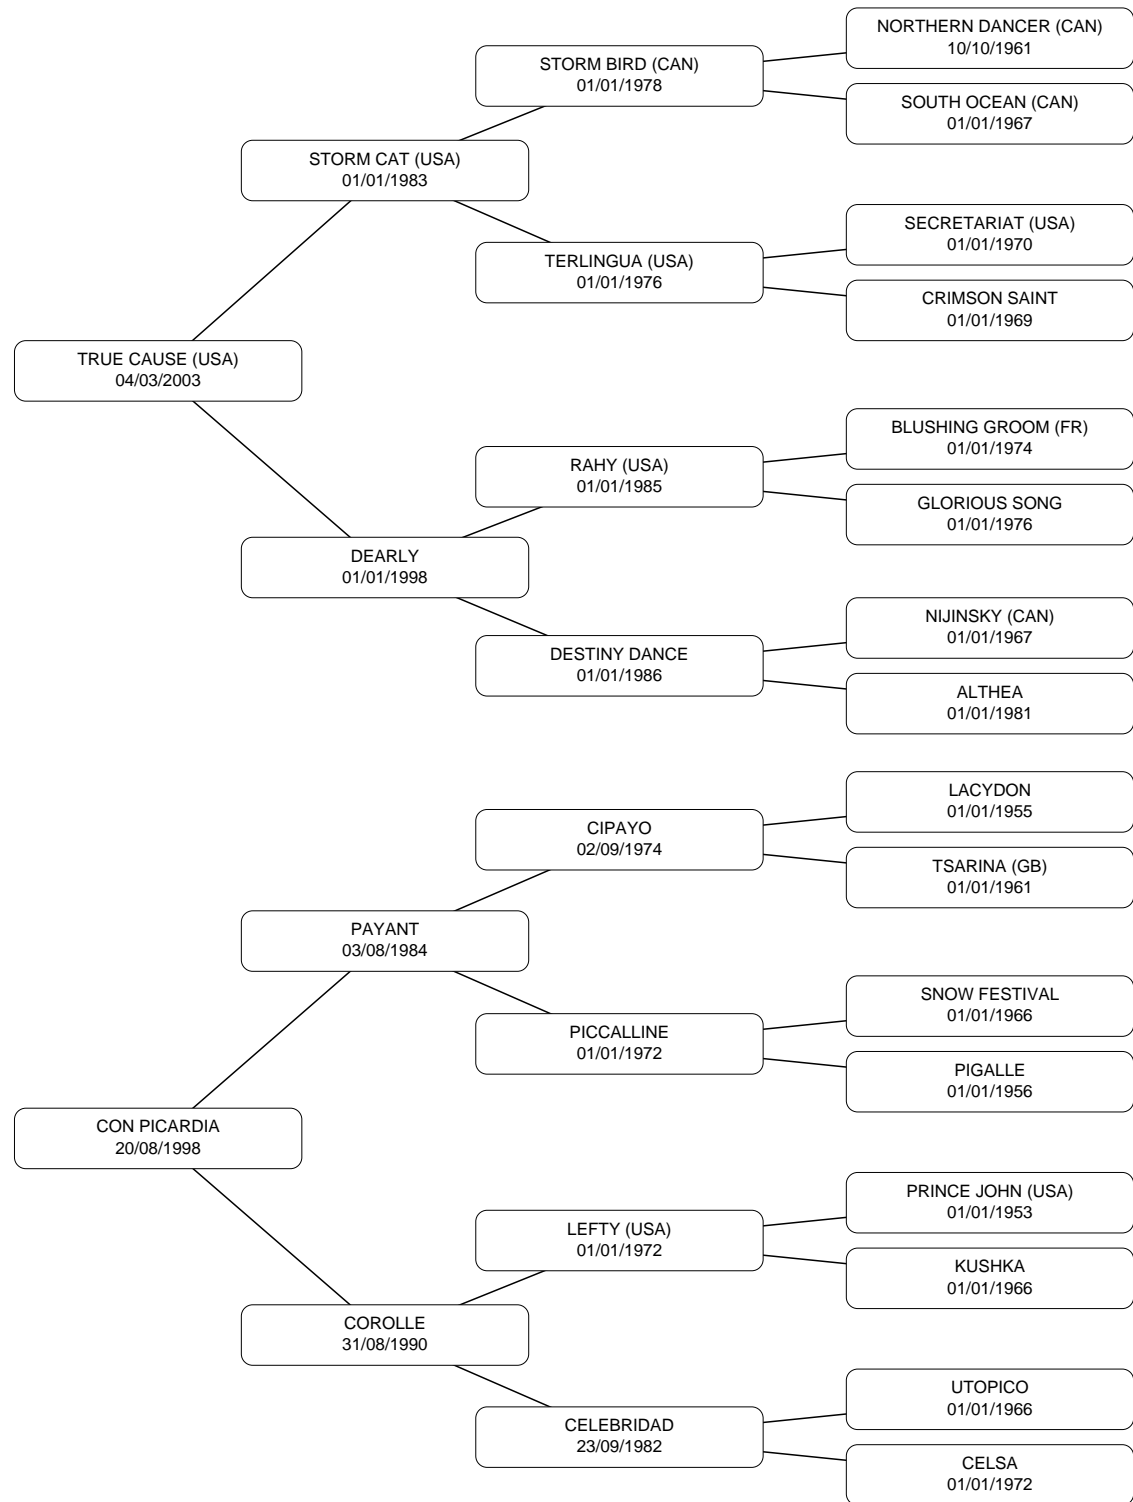 NORTHERN DANCER (CAN)
10/10/1961
STORM BIRD (CAN)
01/01/1978
SOUTH OCEAN (CAN)
01/01/1967
STORM CAT (USA)
01/01/1983
SECRETARIAT (USA)
01/01/1970
TERLINGUA (USA)
01/01/1976
CRIMSON SAINT
01/01/1969
TRUE CAUSE (USA)
04/03/2003
BLUSHING GROOM (FR)
01/01/1974
RAHY (USA)
01/01/1985
GLORIOUS SONG
01/01/1976
DEARLY
01/01/1998
NIJINSKY (CAN)
01/01/1967
DESTINY DANCE
01/01/1986
ALTHEA
01/01/1981
LACYDON
01/01/1955
CIPAYO
02/09/1974
TSARINA (GB)
01/01/1961
PAYANT
03/08/1984
SNOW FESTIVAL
01/01/1966
PICCALLINE
01/01/1972
PIGALLE
01/01/1956
CON PICARDIA
20/08/1998
PRINCE JOHN (USA)
01/01/1953
LEFTY (USA)
01/01/1972
KUSHKA
01/01/1966
COROLLE
31/08/1990
UTOPICO
01/01/1966
CELEBRIDAD
23/09/1982
CELSA
01/01/1972